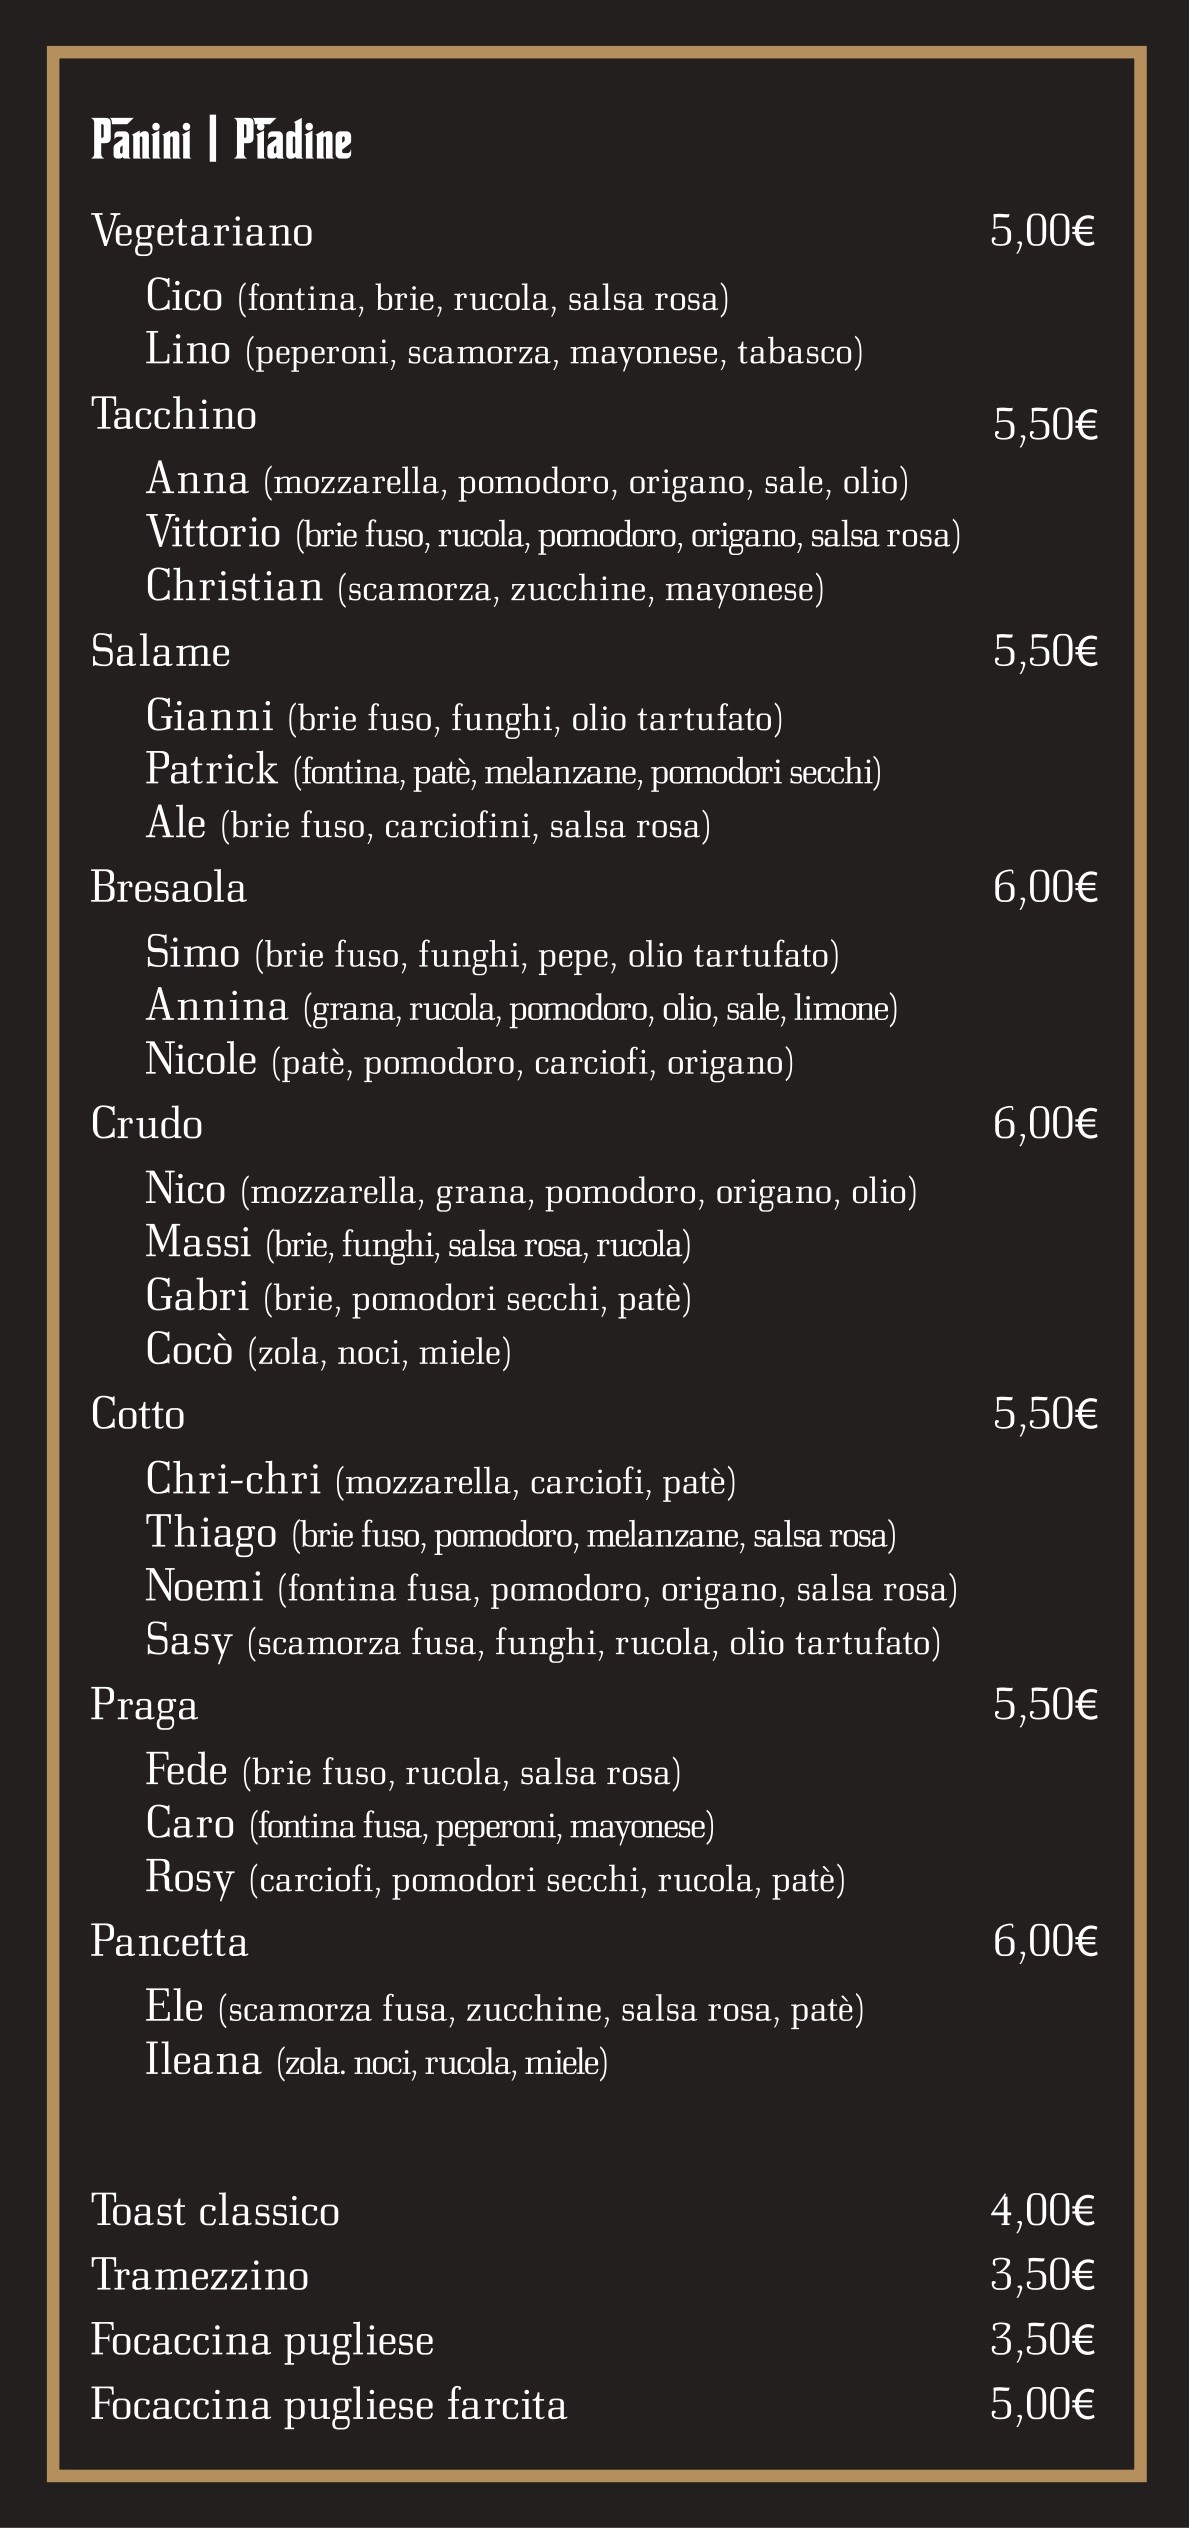 Panini | Piadine
Vegetariano 5,00€
Cico (fontina, brie, rucola, salsa rosa)
Lino (peperoni, scamorza, mayonese, tabasco)
Tacchino 5,50€
Anna (mozzarella, pomodoro, origano, sale, olio)
Vittorio (brie fuso, rucola, pomodoro, origano, salsa rosa)
Christian (scamorza, zucchine, mayonese)
Salame 5,50€
Gianni (brie fuso, funghi, olio tartufato)
Patrick (fontina, patè, melanzane, pomodori secchi)
Ale (brie fuso, carciofini, salsa rosa)
Bresaola 6,00€
Simo (brie fuso, funghi, pepe, olio tartufato)
Annina (grana, rucola, pomodoro, olio, sale, limone)
Nicole (patè, pomodoro, carciofi, origano)
Crudo 6,00€
Nico (mozzarella, grana, pomodoro, origano, olio)
Massi (brie, funghi, salsa rosa, rucola)
Gabri (brie, pomodori secchi, patè)
Cocò (zola, noci, miele)
Cotto 5,50€
Chri-chri (mozzarella, carciofi, patè)
Thiago (brie fuso, pomodoro, melanzane, salsa rosa)
Noemi (fontina fusa, pomodoro, origano, salsa rosa)
Sasy (scamorza fusa, funghi, rucola, olio tartufato)
Praga 5,50€
Fede (brie fuso, rucola, salsa rosa)
Caro (fontina fusa, peperoni, mayonese)
Rosy (carciofi, pomodori secchi, rucola, patè)
Pancetta 6,00€
Ele (scamorza fusa, zucchine, salsa rosa, patè)
Ileana (zola. noci, rucola, miele)
Toast classico 4,00€
Tramezzino 3,50€
Focaccina pugliese 3,50€
Focaccina pugliese farcita 5,00€